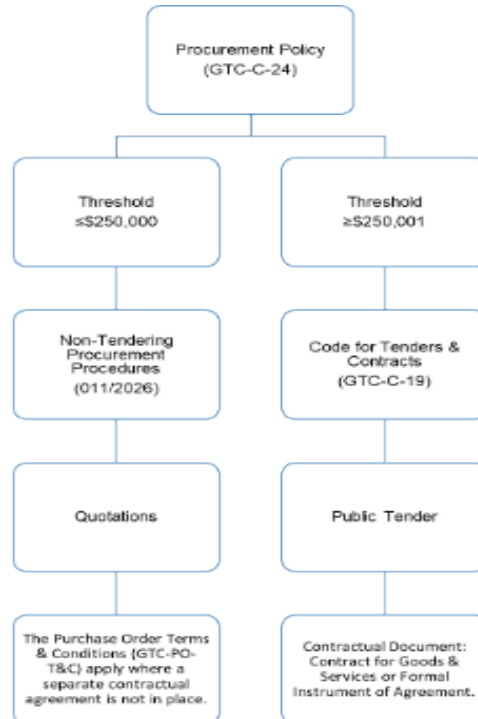 Procurement Policy
(GTC-C-24)
Threshold
≤$250,000
Threshold
≥$250,001
Non-Tendering
Procurement
Procedures
(011/2026)
Code for Tenders &
Contracts
(GTC-C-19)
Quotations
Public Tender
The Purchase Order Terms
& Conditions (GTC-PO-
T&C) apply where a
separate contractual
agreement is not in place.
Contractual Document:
Contract for Goods &
Services or Formal
Instrument of Agreement.